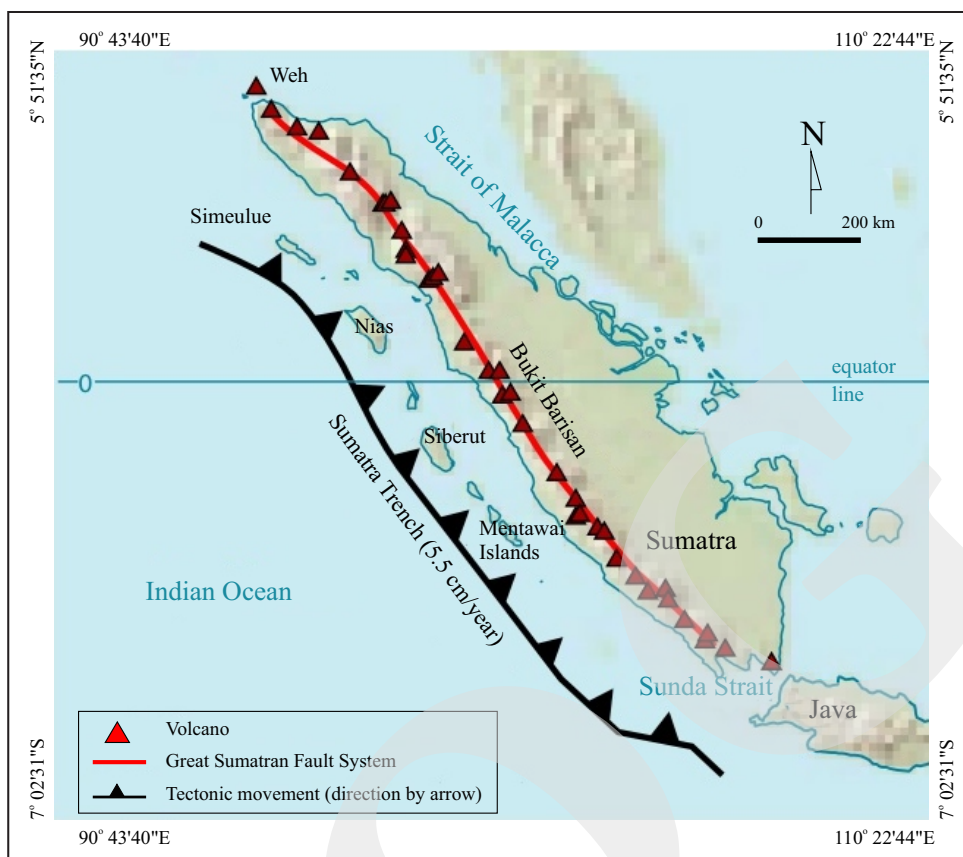 90° 43'40"E
110° 22'44"E
5° 51'35"N
5° 51'35"N
Weh
Strait of Malacca
N
0 200 km
Simeulue
Nias
Bukit Barisan
equator
line
0
Siberut
Sumatra Trench (5.5 cm/year)
Mentawai
Islands
Sumatra
Indian Ocean
Sunda Strait
Java
Volcano
Great Sumatran Fault System
Tectonic movement (direction by arrow)
7° 02'31"S
7° 02'31"S
90° 43'40"E
110° 22'44"E